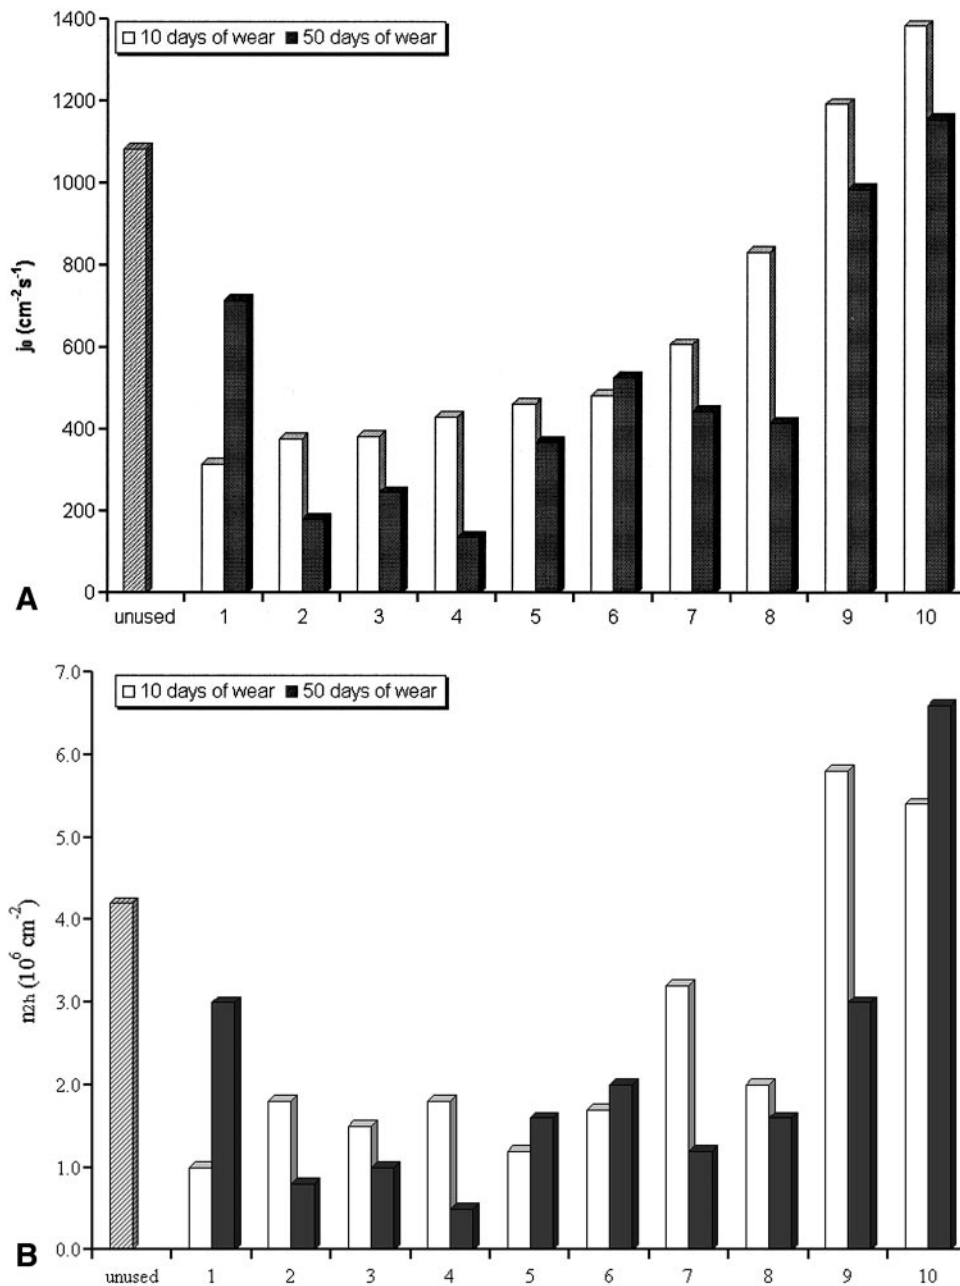 1400
10 days of wear 50 days of wear
1200
1000
800
600
400
200
0
j₀ (cm⁻²s⁻¹)
A
unused 1 2 3 4 5 6 7 8 9 10
7.0
10 days of wear 50 days of wear
6.0
5.0
4.0
3.0
2.0
1.0
0.0
n₂ₕ (10⁶ cm⁻²)
B
unused 1 2 3 4 5 6 7 8 9 10